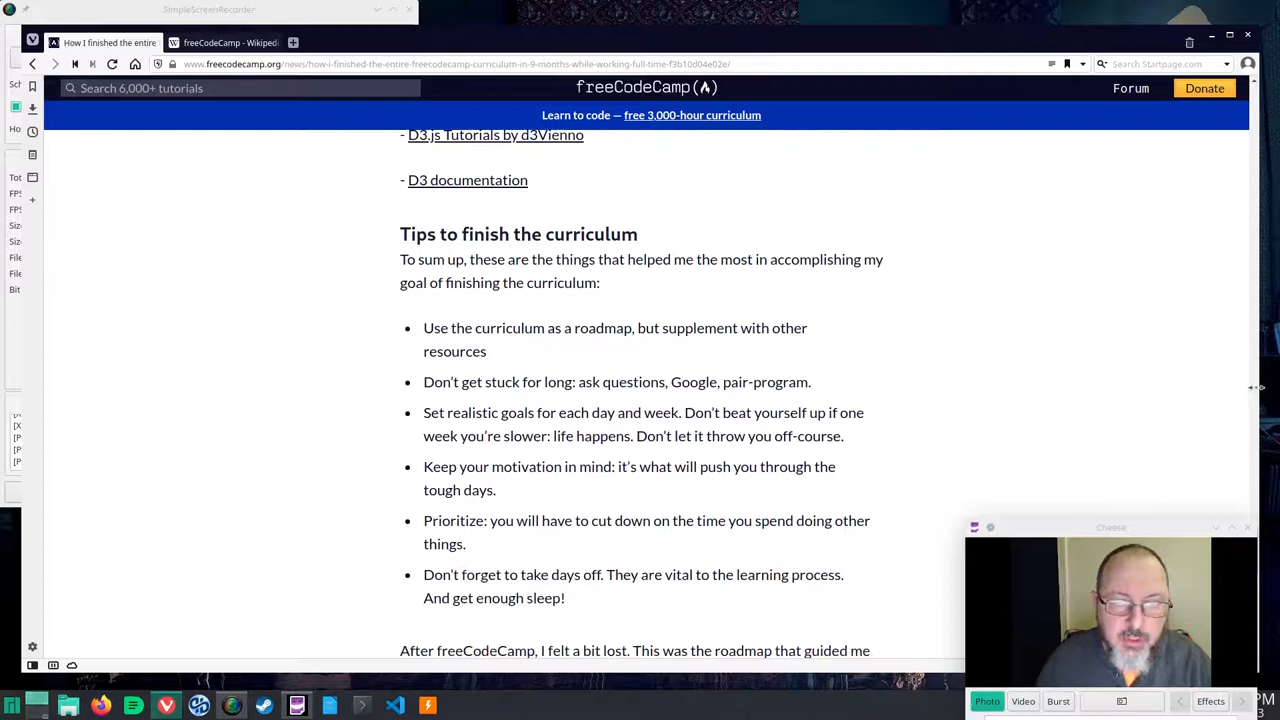 .SimpleScreenRecorder
How I finished the entire
freeCodeCamp - Wikiped
www.freecodecamp.org/news/how-i-finished-the-entire-freecodecamp-curriculum-in-9-months-while-working-full-time-f3b10d04e02e/
Search Startpage.com
Search 6,000+ tutorials
freeCodeCamp
Forum
Donate
Learn to code — free 3,000-hour curriculum
- D3.js Tutorials by d3Vienno
- D3 documentation
Tips to finish the curriculum
To sum up, these are the things that helped me the most in accomplishing my
goal of finishing the curriculum:
Use the curriculum as a roadmap, but supplement with other
resources
Don’t get stuck for long: ask questions, Google, pair-program.
Set realistic goals for each day and week. Don’t beat yourself up if one
week you’re slower: life happens. Don’t let it throw you off-course.
Keep your motivation in mind: it’s what will push you through the
tough days.
Prioritize: you will have to cut down on the time you spend doing other
things.
Don’t forget to take days off. They are vital to the learning process.
And get enough sleep!
After freeCodeCamp, I felt a bit lost. This was the roadmap that guided me
Cheese
Photo
Video
Burst
Effects